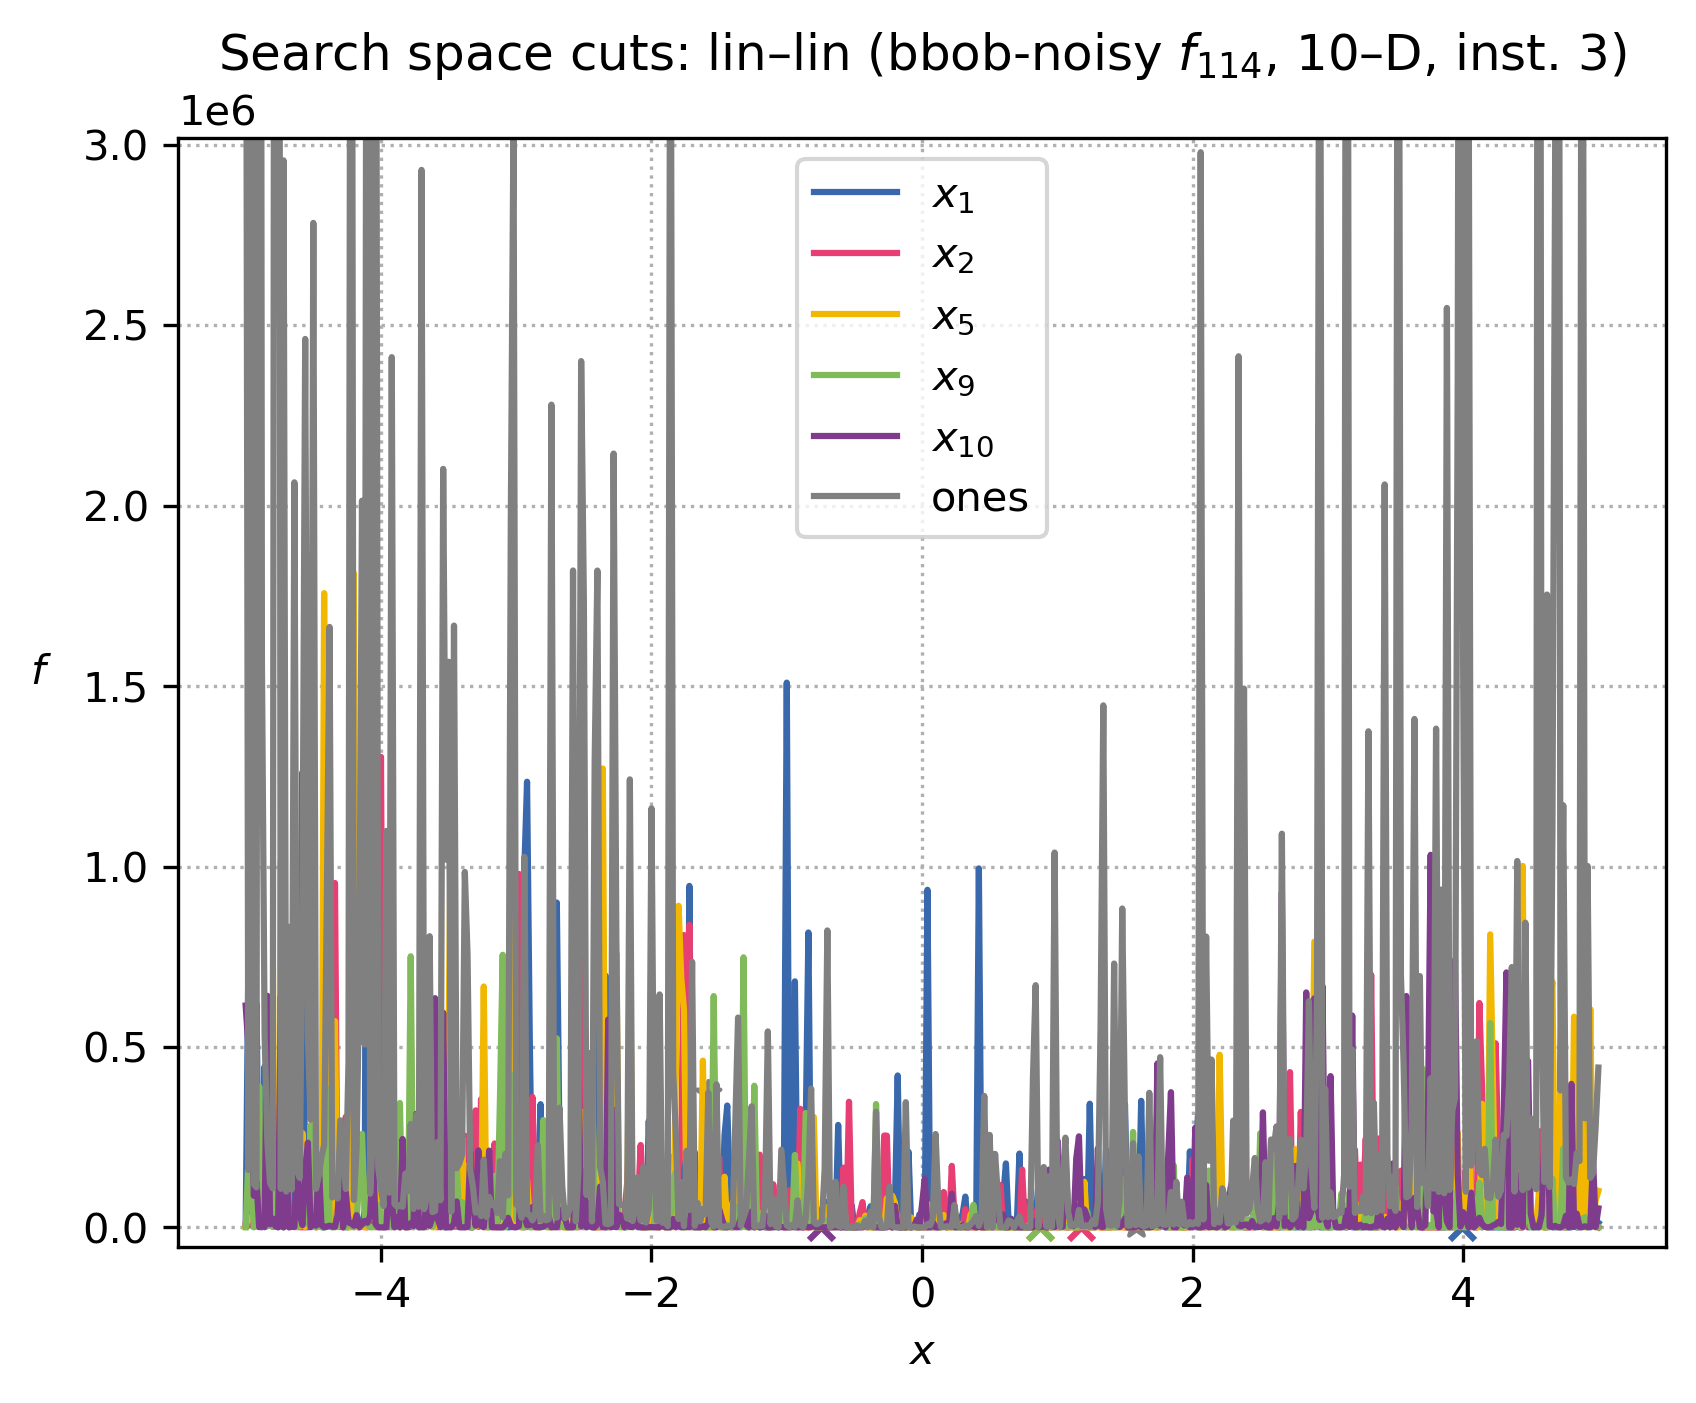 Search space cuts: lin–lin (bbob-noisy f₁₁₄, 10–D, inst. 3)
1e6
3.0
2.5
2.0
1.5
1.0
0.5
0.0
f
x₁
x₂
x₅
x₉
x₁₀
ones
−4 −2 0 2 4
x